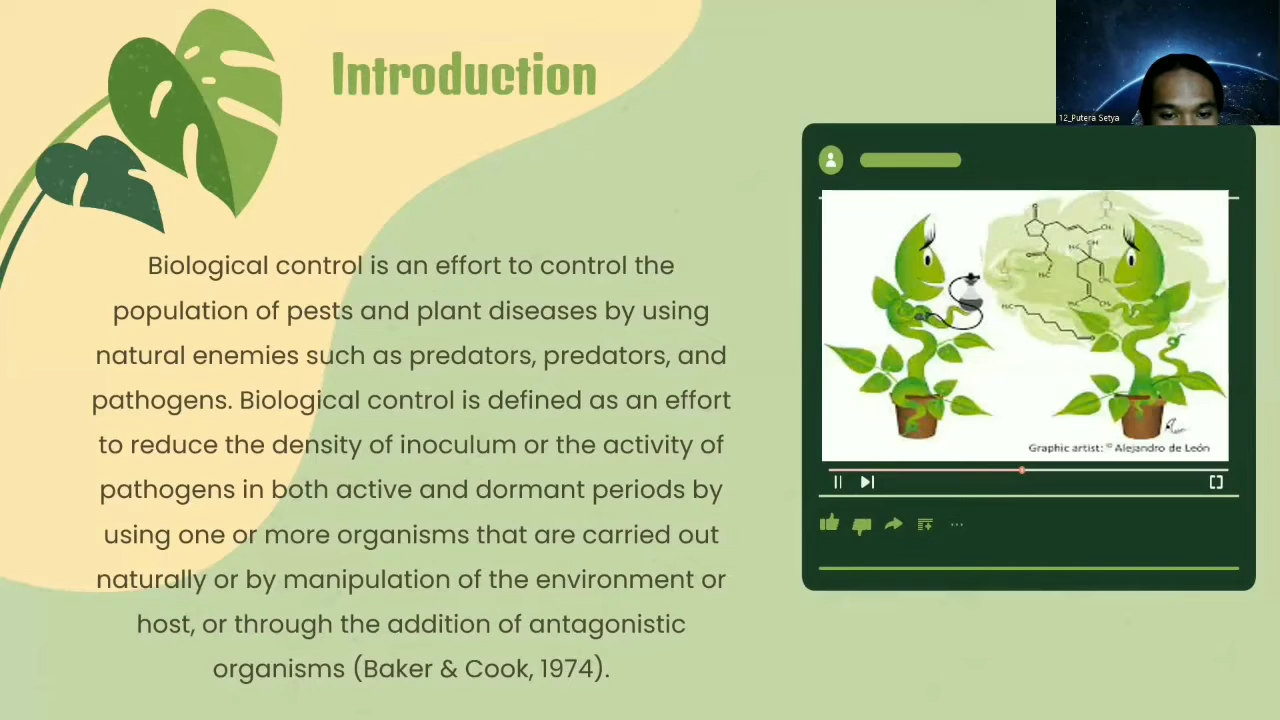 Introduction
12_Putera Setya
Biological control is an effort to control the
population of pests and plant diseases by using
natural enemies such as predators, predators, and
pathogens. Biological control is defined as an effort
to reduce the density of inoculum or the activity of
pathogens in both active and dormant periods by
using one or more organisms that are carried out
naturally or by manipulation of the environment or
host, or through the addition of antagonistic
organisms (Baker & Cook, 1974).
Graphic artist: © Alejandro de León